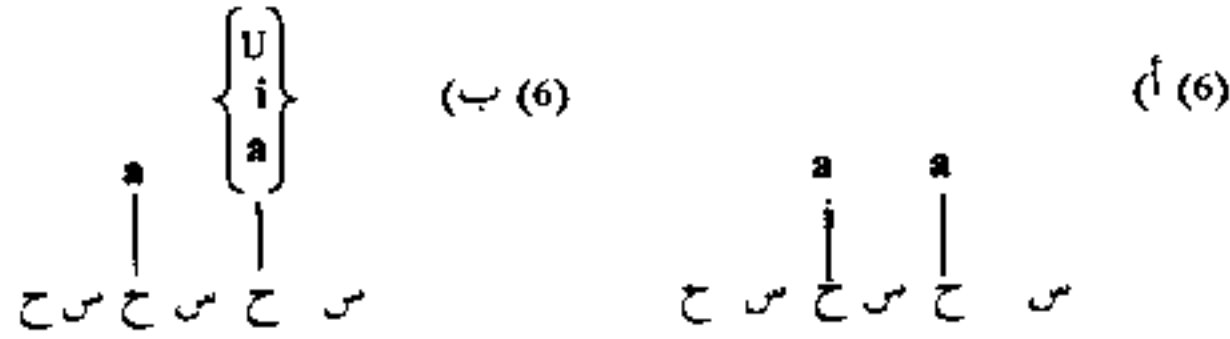 (6) أ)
a a
i
س ح س ح س ح
(6) ب)
U
i
a
a
س ح س ح س ح